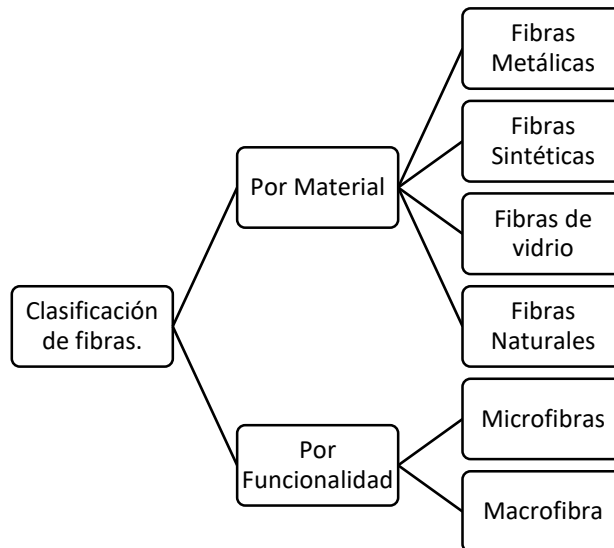 Clasificación
de fibras.
Por Material
Fibras
Metálicas
Fibras
Sintéticas
Fibras de
vidrio
Fibras
Naturales
Por
Funcionalidad
Microfibras
Macrofibra